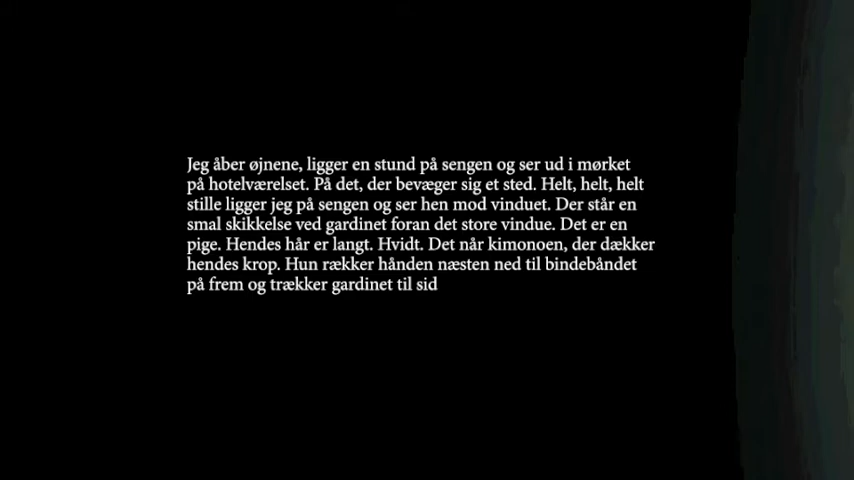 Jeg åber øjnene, ligger en stund på sengen og ser ud i mørket
på hotelværelset. På det, der bevæger sig et sted. Helt, helt, helt
stille ligger jeg på sengen og ser hen mod vinduet. Der står en
smal skikkelse ved gardinet foran det store vindue. Det er en
pige. Hendes hår er langt. Hvidt. Det når kimonoen, der dækker
hendes krop. Hun rækker hånden næsten ned til bindebåndet
på frem og trækker gardinet til sid